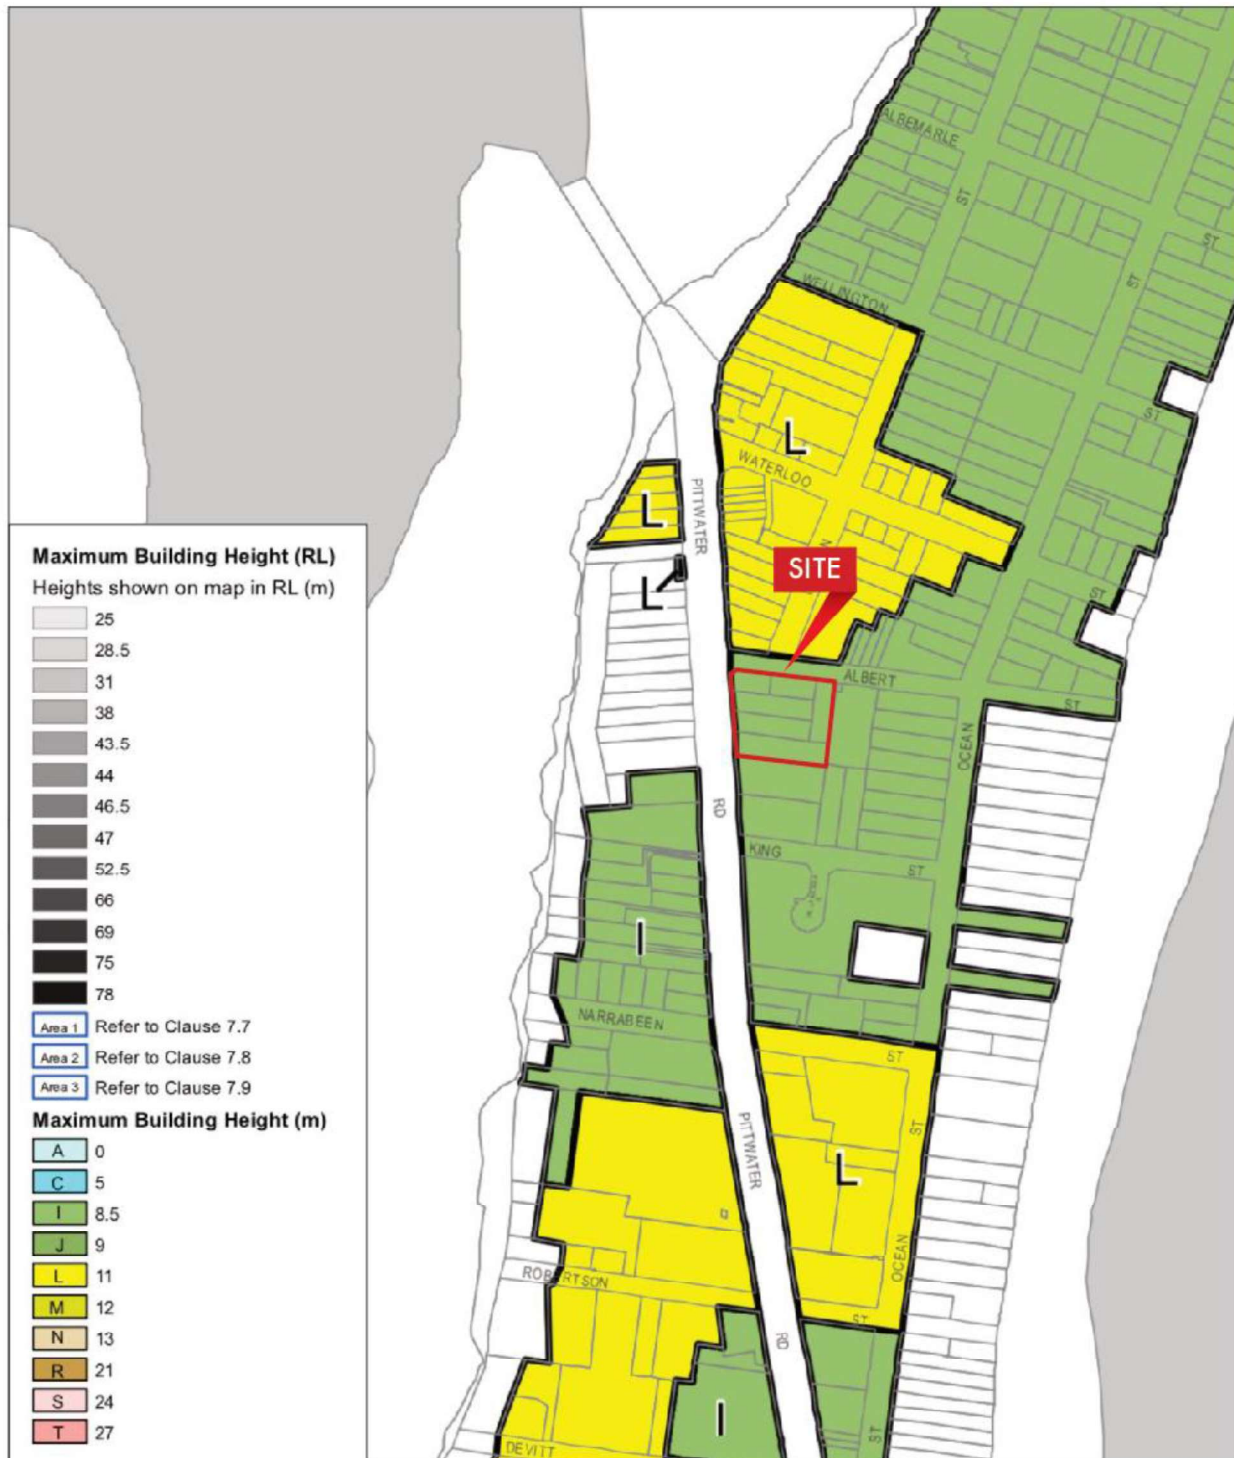 ALBEMARLE
ST
ST
ST
WELLINGTON
ST
L
WATERLOO
PITTWATER
L
L
SITE
ST
ALBERT
ST
OCEAN
RD
KING
ST
I
NARRABEEN
ST
ST
PITTWATER
L
OCEAN
ROBERTSON
ST
RD
I
ST
DEVITT
Maximum Building Height (RL)
Heights shown on map in RL (m)
25
28.5
31
38
43.5
44
46.5
47
52.5
66
69
75
78
Area 1 Refer to Clause 7.7
Area 2 Refer to Clause 7.8
Area 3 Refer to Clause 7.9
Maximum Building Height (m)
A 0
C 5
I 8.5
J 9
L 11
M 12
N 13
R 21
S 24
T 27